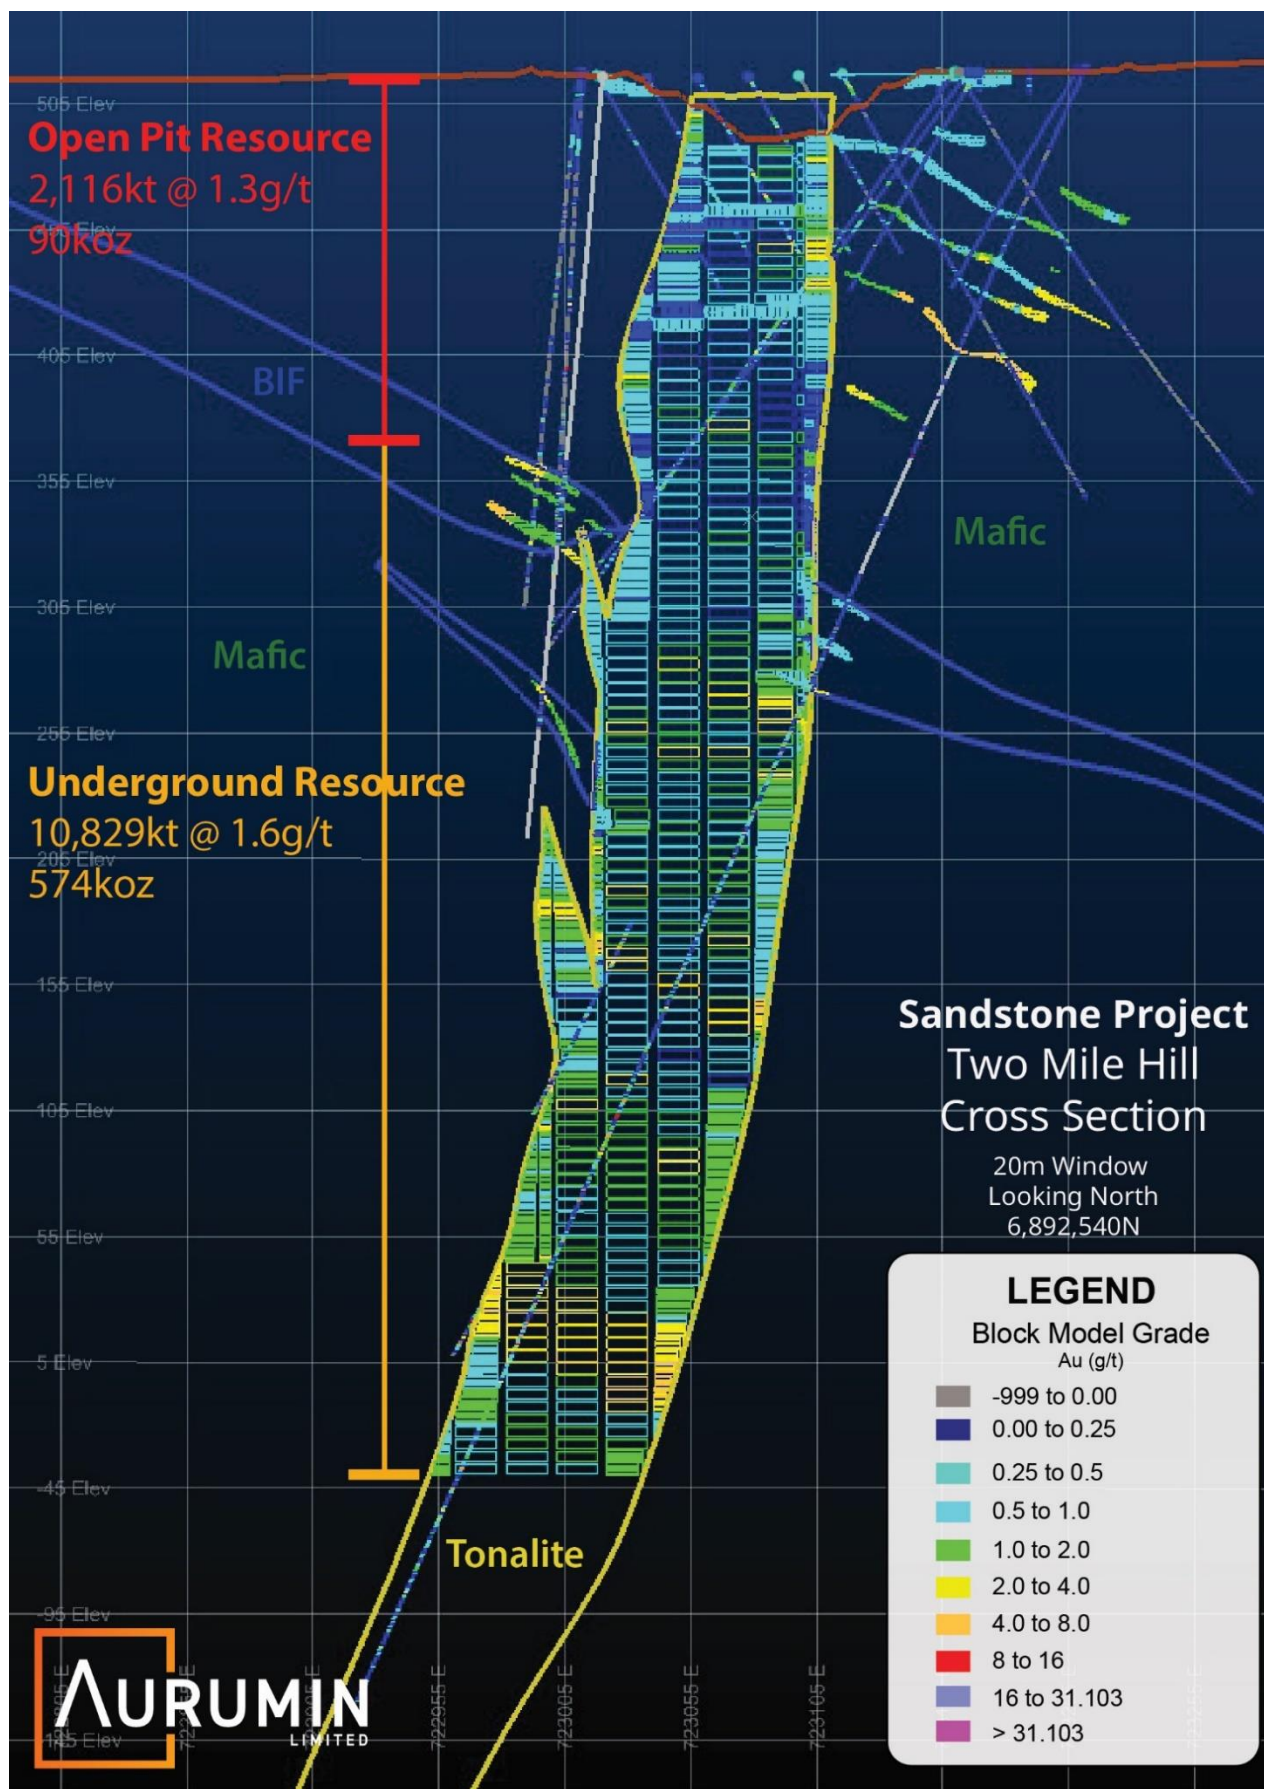 505 Elev
Open Pit Resource
2,116kt @ 1.3g/t
90koz
405 Elev
BIF
355 Elev
Mafic
305 Elev
Mafic
255 Elev
Underground Resource
10,829kt @ 1.6g/t
205 Elev
574koz
155 Elev
Sandstone Project
Two Mile Hill
Cross Section
105 Elev
20m Window
Looking North
6,892,540N
55 Elev
LEGEND
Block Model Grade
Au (g/t)
5 Elev
-999 to 0.00
0.00 to 0.25
0.25 to 0.5
-45 Elev
0.5 to 1.0
1.0 to 2.0
Tonalite
2.0 to 4.0
-95 Elev
4.0 to 8.0
8 to 16
16 to 31.103
> 31.103
AURUMIN
LIMITED
722955 E
723005 E
723055 E
723105 E